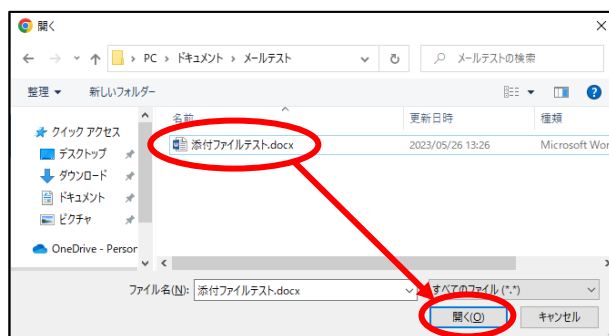 開く
PC › ドキュメント › メールテスト
メールテストの検索
整理 新しいフォルダー
名前 更新日時 種類
クイック アクセス
添付ファイルテスト.docx 2023/05/26 13:26 Microsoft Wor
デスクトップ
ダウンロード
ドキュメント
ピクチャ
OneDrive - Person
ファイル名(N): 添付ファイルテスト.docx すべてのファイル (*.*)
開く(O) キャンセル